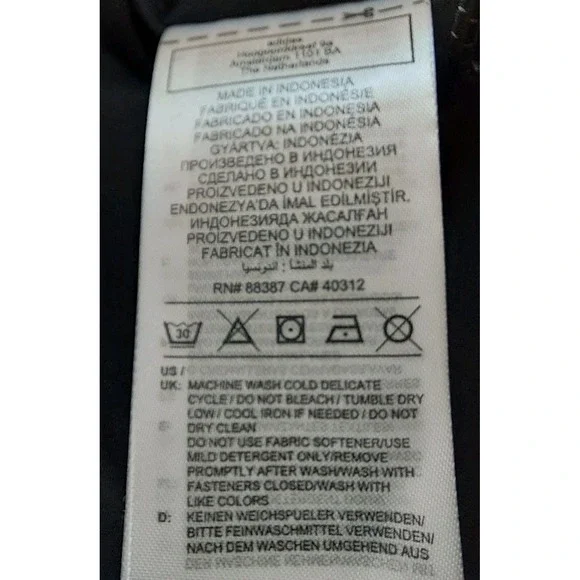 adidas
Hoogoorddreef 9a
Amsterdam 1101 BA
The Netherlands
MADE IN INDONESIA
FABRIQUÉ EN INDONÉSIE
FABRICADO EN INDONESIA
FABRICADO NA INDONÉSIA
GYÁRTVA: INDONÉZIA
ПРОИЗВЕДЕНО В ИНДОНЕЗИЯ
СДЕЛАНО В ИНДОНЕЗИИ
PROIZVEDENO U INDONEZIJI
ENDONEZYA'DA İMAL EDİLMİŞTİR.
ИНДОНЕЗИЯДА ЖАСАЛҒАН
PROIZVEDENO U INDONEZIJI
FABRICAT ÎN INDONEZIA
بلد المنشأ : اندونسيا
RN# 88387 CA# 40312
30
US /
UK: MACHINE WASH COLD DELICATE
CYCLE / DO NOT BLEACH / TUMBLE DRY
LOW / COOL IRON IF NEEDED / DO NOT
DRY CLEAN
DO NOT USE FABRIC SOFTENER/USE
MILD DETERGENT ONLY/REMOVE
PROMPTLY AFTER WASH/WASH WITH
FASTENERS CLOSED/WASH WITH
LIKE COLORS
D: KEINEN WEICHSPUELER VERWENDEN/
BITTE FEINWASCHMITTEL VERWENDEN/
NACH DEM WASCHEN UMGEHEND AUS